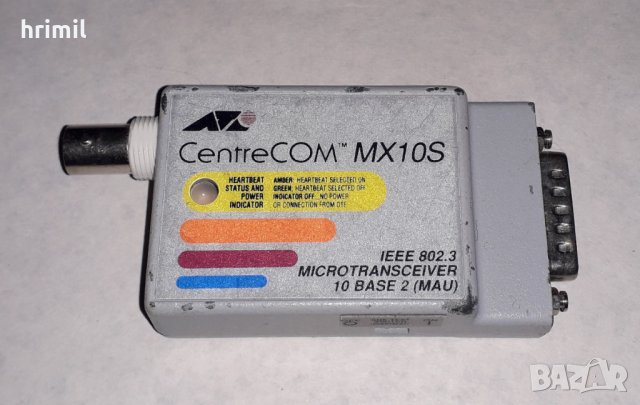 hrimil
CentreCOM™ MX10S
HEARTBEAT STATUS AND POWER INDICATOR
AMBER: HEARTBEAT SELECTED ON
GREEN: HEARTBEAT SELECTED OFF
INDICATOR OFF: NO POWER
OR CONNECTION FROM DTE
IEEE 802.3
MICROTRANSCEIVER
10 BASE 2 (MAU)
BAZAR